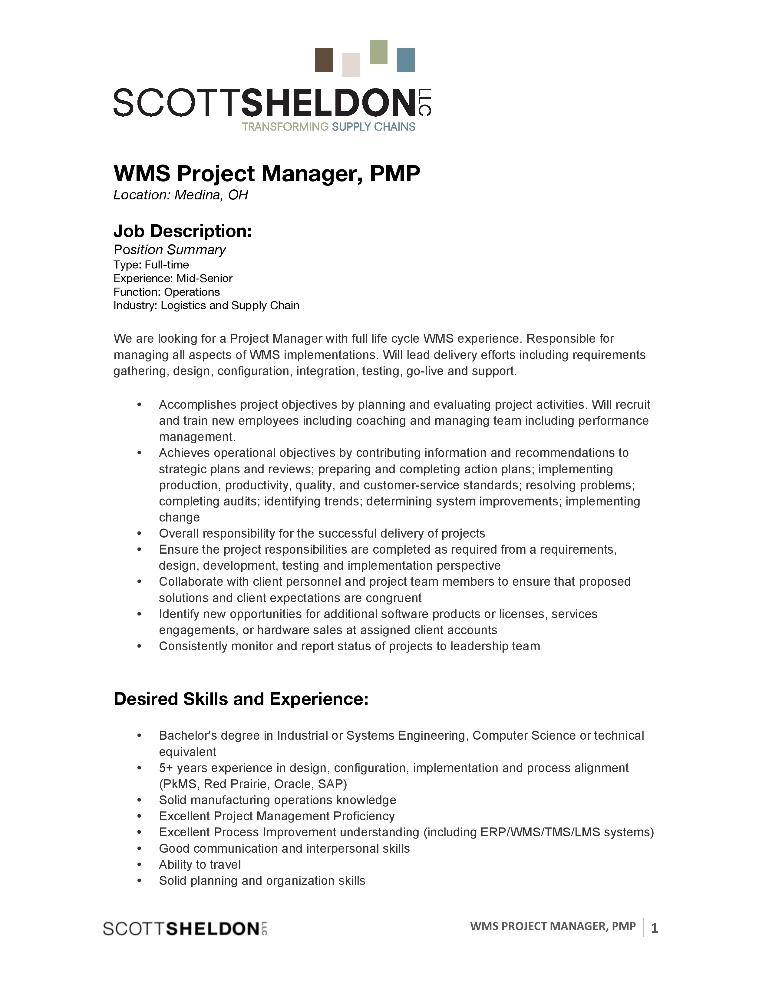 SCOTTSHELDON LLC
TRANSFORMING SUPPLY CHAINS
WMS Project Manager, PMP
Location: Medina, OH
Job Description:
Position Summary
Type: Full-time
Experience: Mid-Senior
Function: Operations
Industry: Logistics and Supply Chain
We are looking for a Project Manager with full life cycle WMS experience. Responsible for
managing all aspects of WMS implementations. Will lead delivery efforts including requirements
gathering, design, configuration, integration, testing, go-live and support.
• Accomplishes project objectives by planning and evaluating project activities. Will recruit
and train new employees including coaching and managing team including performance
management.
• Achieves operational objectives by contributing information and recommendations to
strategic plans and reviews; preparing and completing action plans; implementing
production, productivity, quality, and customer-service standards; resolving problems;
completing audits; identifying trends; determining system improvements; implementing
change
• Overall responsibility for the successful delivery of projects
• Ensure the project responsibilities are completed as required from a requirements,
design, development, testing and implementation perspective
• Collaborate with client personnel and project team members to ensure that proposed
solutions and client expectations are congruent
• Identify new opportunities for additional software products or licenses, services
engagements, or hardware sales at assigned client accounts
• Consistently monitor and report status of projects to leadership team
Desired Skills and Experience:
• Bachelor's degree in Industrial or Systems Engineering, Computer Science or technical
equivalent
• 5+ years experience in design, configuration, implementation and process alignment
(PkMS, Red Prairie, Oracle, SAP)
• Solid manufacturing operations knowledge
• Excellent Project Management Proficiency
• Excellent Process Improvement understanding (including ERP/WMS/TMS/LMS systems)
• Good communication and interpersonal skills
• Ability to travel
• Solid planning and organization skills
SCOTTSHELDON LLC
WMS PROJECT MANAGER, PMP 1